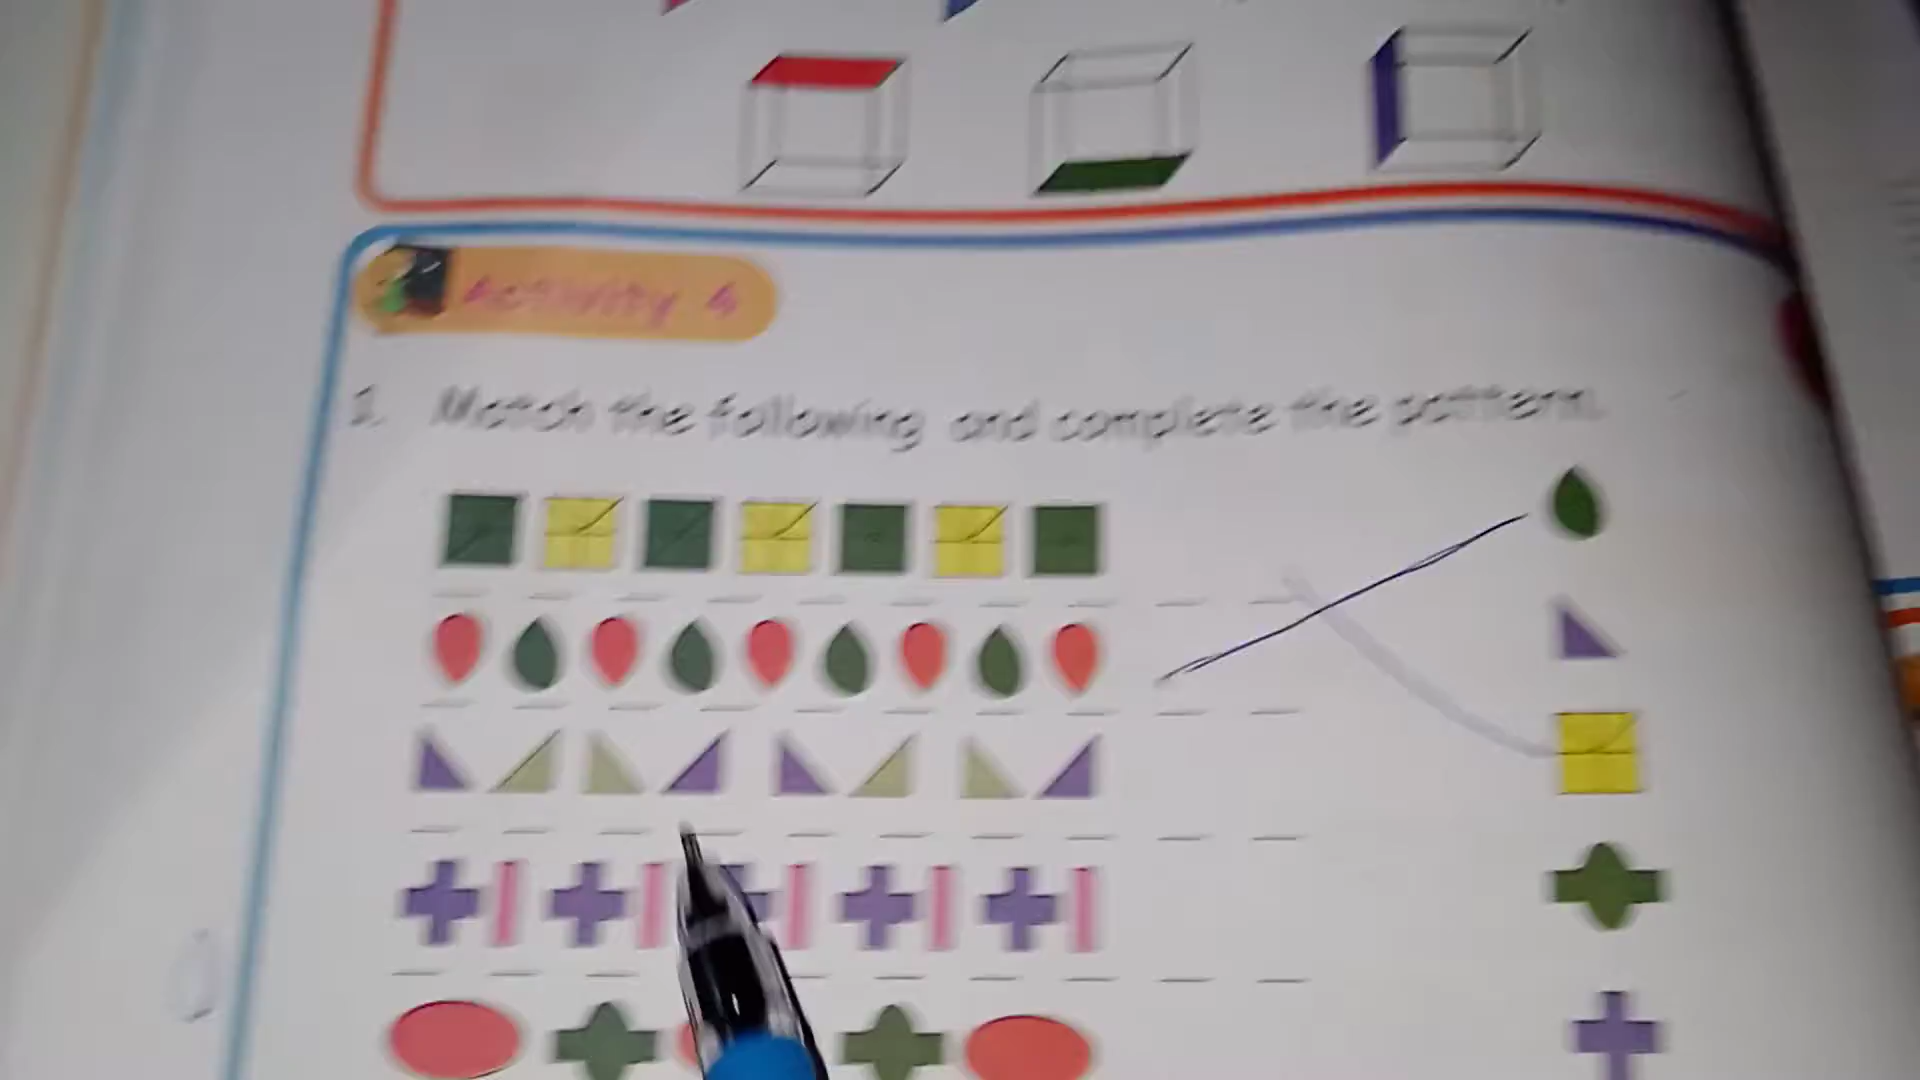 Activity 4
1. Match the following and complete the pattern.